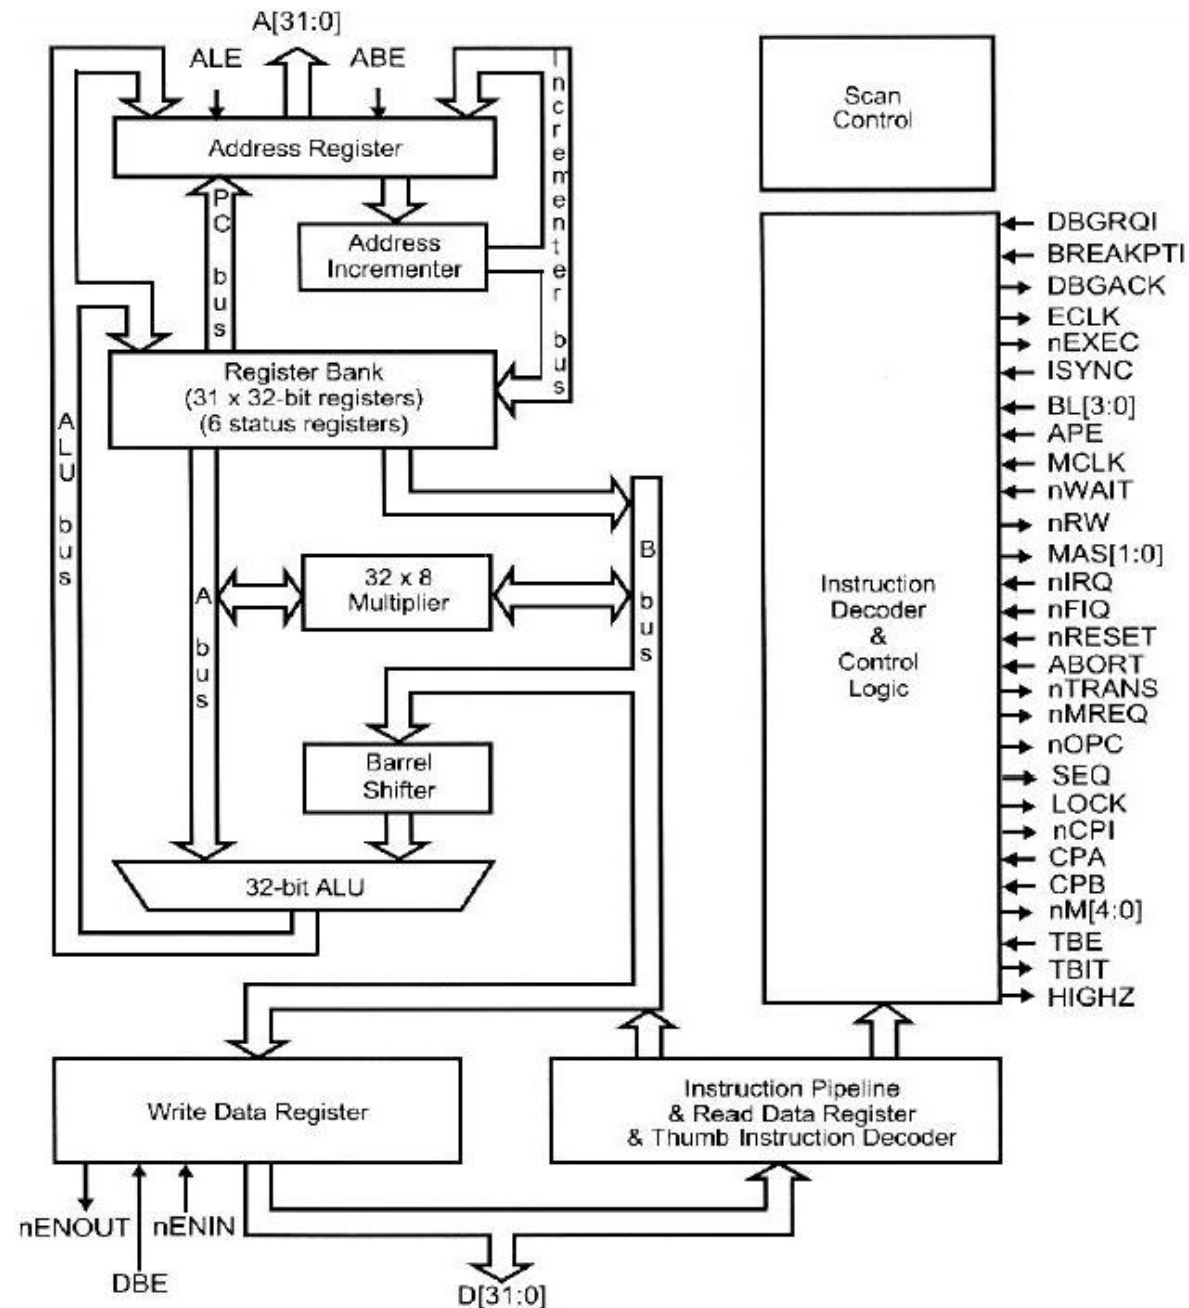 A[31:0]
ALE
ABE
Address Register
Incrementer bus
PC bus
Address
Incrementer
Register Bank
(31 x 32-bit registers)
(6 status registers)
ALU bus
A bus
32 x 8
Multiplier
B bus
Barrel
Shifter
32-bit ALU
Write Data Register
nENOUT
nENIN
DBE
Instruction Pipeline
& Read Data Register
& Thumb Instruction Decoder
D[31:0]
Scan
Control
Instruction
Decoder
&
Control
Logic
DBGRQI
BREAKPTI
DBGACK
ECLK
nEXEC
ISYNC
BL[3:0]
APE
MCLK
nWAIT
nRW
MAS[1:0]
nIRQ
nFIQ
nRESET
ABORT
nTRANS
nMREQ
nOPC
SEQ
LOCK
nCPI
CPA
CPB
nM[4:0]
TBE
TBIT
HIGHZ